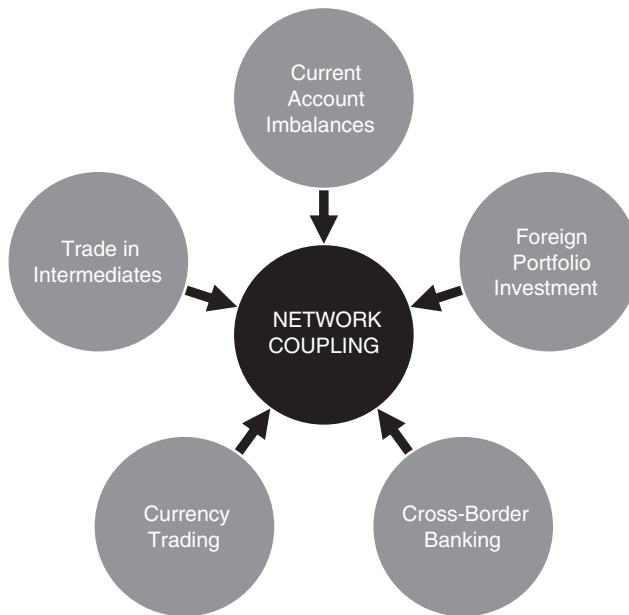 Current
Account
Imbalances
Trade in
Intermediates
Foreign
Portfolio
Investment
NETWORK
COUPLING
Currency
Trading
Cross-Border
Banking